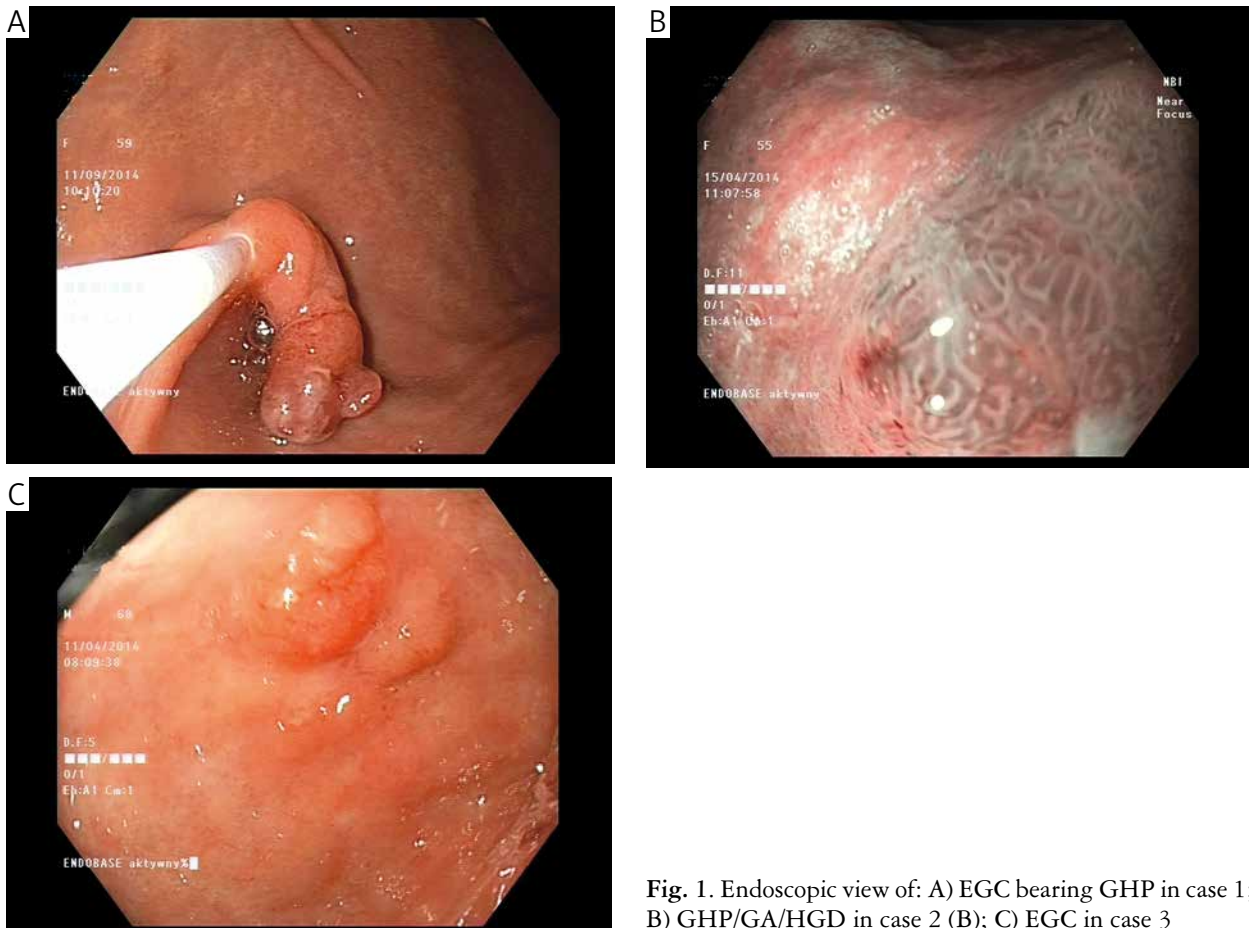 A
F 59
11/09/2014
10:10:20
ENDOBASE aktywny
B
NBI
Near
Focus
F 55
15/04/2014
11:07:58
D.F:11
0/1
Eh:A1 Cm:1
ENDOBASE aktywny
C
M 60
11/04/2014
08:09:38
D.F:5
0/1
Eh:A1 Cm:1
ENDOBASE aktywny%
Fig. 1. Endoscopic view of: A) EGC bearing GHP in case 1;
B) GHP/GA/HGD in case 2 (B); C) EGC in case 3